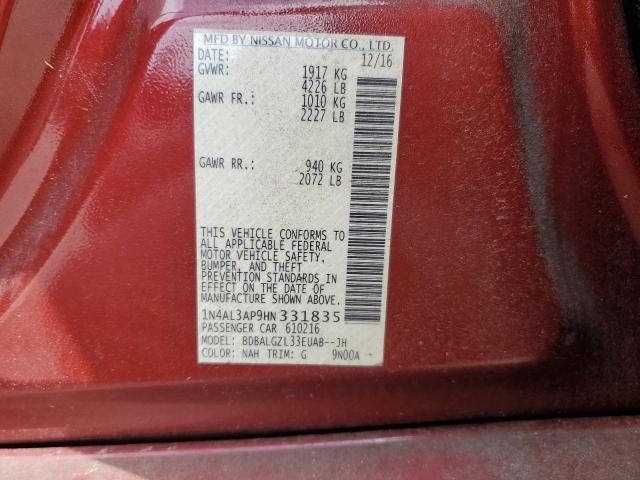 MFD BY NISSAN MOTOR CO., LTD.
DATE: 12/16
GVWR: 1917 KG
4226 LB
GAWR FR.: 1010 KG
2227 LB
GAWR RR.: 940 KG
2072 LB
THIS VEHICLE CONFORMS TO
ALL APPLICABLE FEDERAL
MOTOR VEHICLE SAFETY,
BUMPER, AND THEFT
PREVENTION STANDARDS IN
EFFECT ON THE DATE OF
MANUFACTURE SHOWN ABOVE.
1N4AL3AP9HN331835
PASSENGER CAR 610216
MODEL: BDBALGZL33EUAB--JH
COLOR: NAH TRIM: G 9N00A